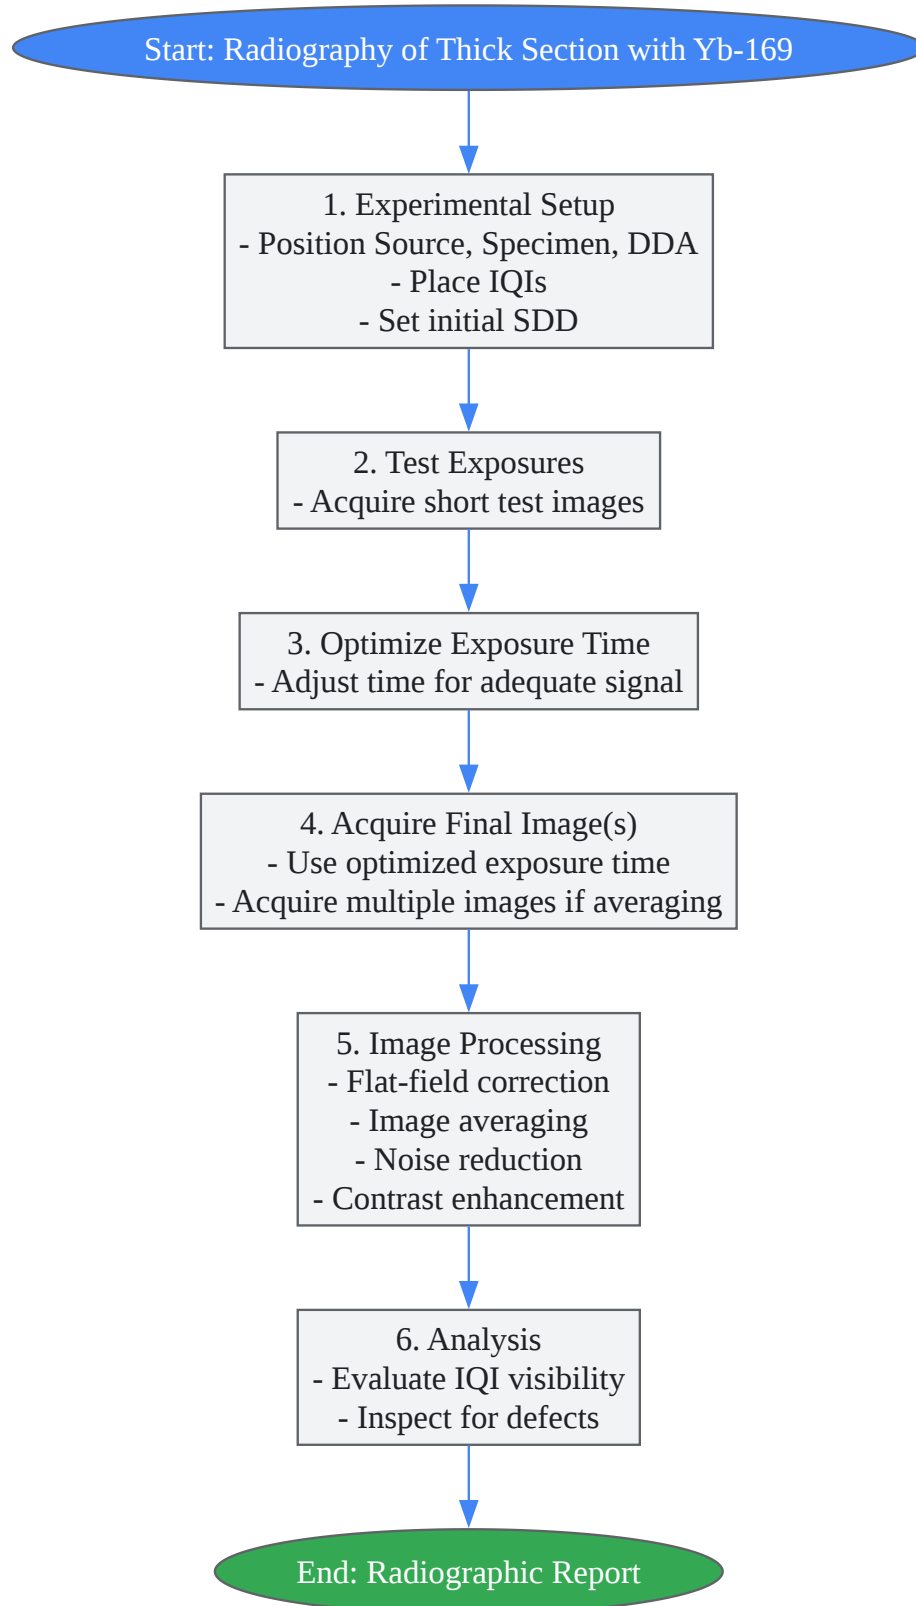 Start: Radiography of Thick Section with Yb-169
1. Experimental Setup
- Position Source, Specimen, DDA
- Place IQIs
- Set initial SDD
2. Test Exposures
- Acquire short test images
3. Optimize Exposure Time
- Adjust time for adequate signal
4. Acquire Final Image(s)
- Use optimized exposure time
- Acquire multiple images if averaging
5. Image Processing
- Flat-field correction
- Image averaging
- Noise reduction
- Contrast enhancement
6. Analysis
- Evaluate IQI visibility
- Inspect for defects
End: Radiographic Report